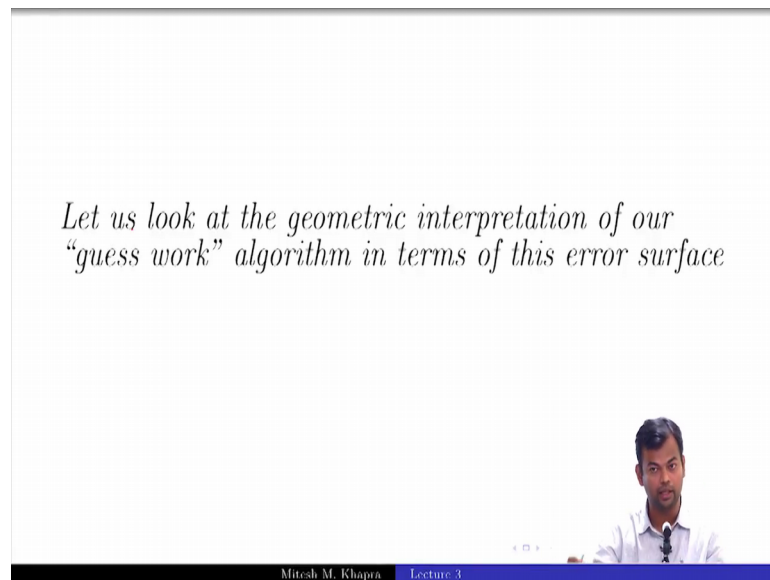 Let us look at the geometric interpretation of our
“guess work” algorithm in terms of this error surface
Mitesh M. Khapra Lecture 3